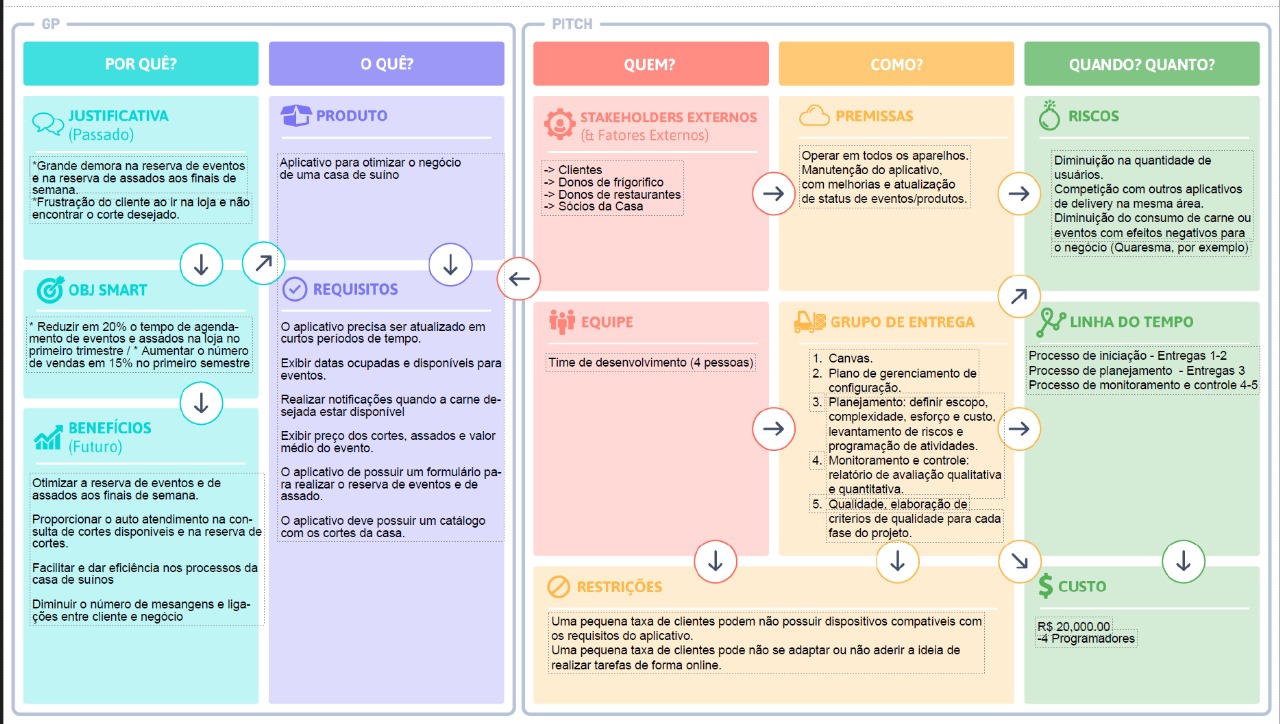 GP
PITCH
POR QUÊ?
JUSTIFICATIVA
(Passado)
*Grande demora na reserva de eventos
e na reserva de assados aos finais de
semana.
*Frustração do cliente ao ir na loja e não
encontrar o corte desejado.
OBJ SMART
* Reduzir em 20% o tempo de agenda-
mento de eventos e assados na loja no
primeiro trimestre / * Aumentar o número
de vendas em 15% no primeiro semestre
BENEFÍCIOS
(Futuro)
Otimizar a reserva de eventos e de
assados aos finais de semana.
Proporcionar o auto atendimento na con-
sulta de cortes disponiveis e na reserva de
cortes.
Facilitar e dar eficiência nos processos da
casa de suínos
Diminuir o número de mesangens e liga-
ções entre cliente e negócio
O QUÊ?
PRODUTO
Aplicativo para otimizar o negócio
de uma casa de suíno
REQUISITOS
O aplicativo precisa ser atualizado em
curtos períodos de tempo.
Exibir datas ocupadas e disponíveis para
eventos.
Realizar notificações quando a carne de-
sejada estar disponível
Exibir preço dos cortes, assados e valor
médio do evento.
O aplicativo de possuir um formulário pa-
ra realizar o reserva de eventos e de
assado.
O aplicativo deve possuir um catálogo
com os cortes da casa.
QUEM?
STAKEHOLDERS EXTERNOS
(& Fatores Externos)
-> Clientes
-> Donos de frígorifico
-> Donos de restaurantes
-> Sócios da Casa
EQUIPE
Time de desenvolvimento (4 pessoas)
COMO?
PREMISSAS
Operar em todos os aparelhos.
Manutenção do aplicativo,
com melhorias e atualização
de status de eventos/produtos.
GRUPO DE ENTREGA
1. Canvas.
2. Plano de gerenciamento de
configuração.
3. Planejamento: definir escopo,
complexidade, esforço e custo,
levantamento de riscos e
programação de atividades.
4. Monitoramento e controle:
relatório de avaliação qualitativa
e quantitativa.
5. Qualidade, elaboração de
criterios de qualidade para cada
fase do projeto.
RESTRIÇÕES
Uma pequena taxa de clientes podem não possuir dispositivos compatíveis com
os requisitos do aplicativo.
Uma pequena taxa de clientes pode não se adaptar ou não aderir a ideia de
realizar tarefas de forma online.
QUANDO? QUANTO?
RISCOS
Diminuição na quantidade de
usuários.
Competição com outros aplicativos
de delivery na mesma área.
Diminuição do consumo de carne ou
eventos com efeitos negativos para
o negócio (Quaresma, por exemplo)
LINHA DO TEMPO
Processo de iniciação - Entregas 1-2
Processo de planejamento - Entregas 3
Processo de monitoramento e controle 4-5
CUSTO
R$ 20,000.00
-4 Programadores